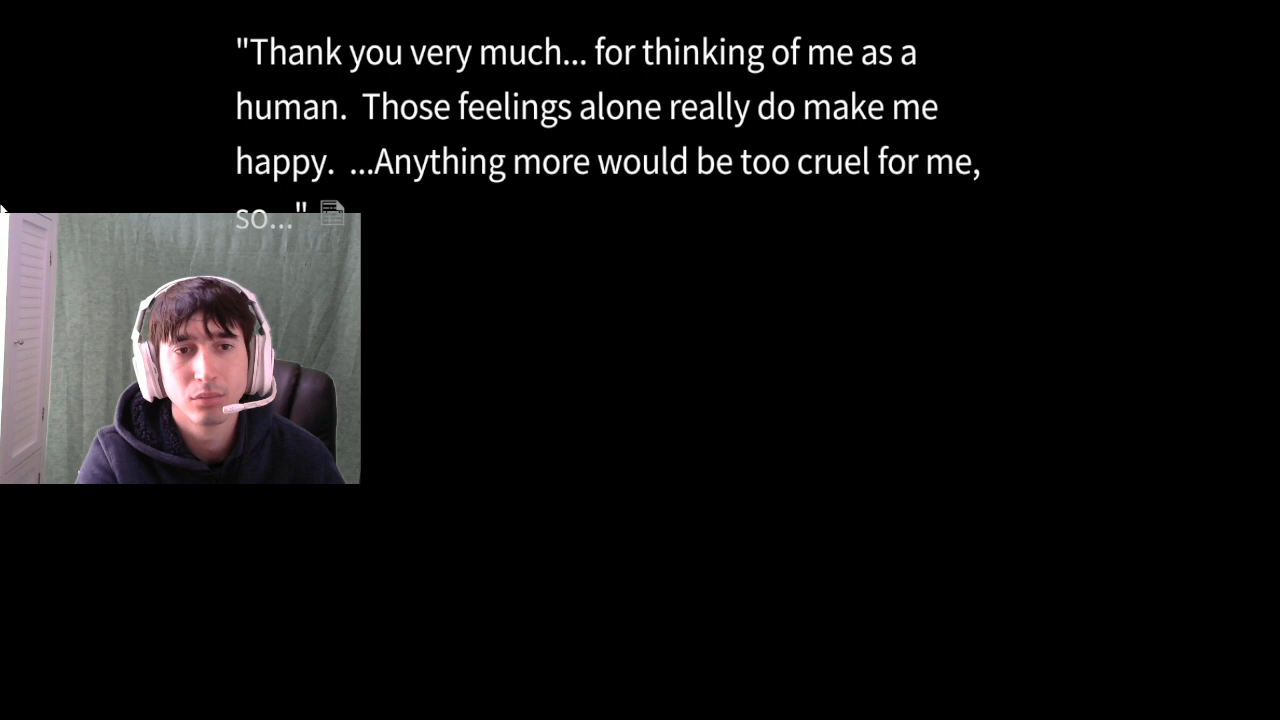 "Thank you very much... for thinking of me as a
human.  Those feelings alone really do make me
happy.  ...Anything more would be too cruel for me,
so..."